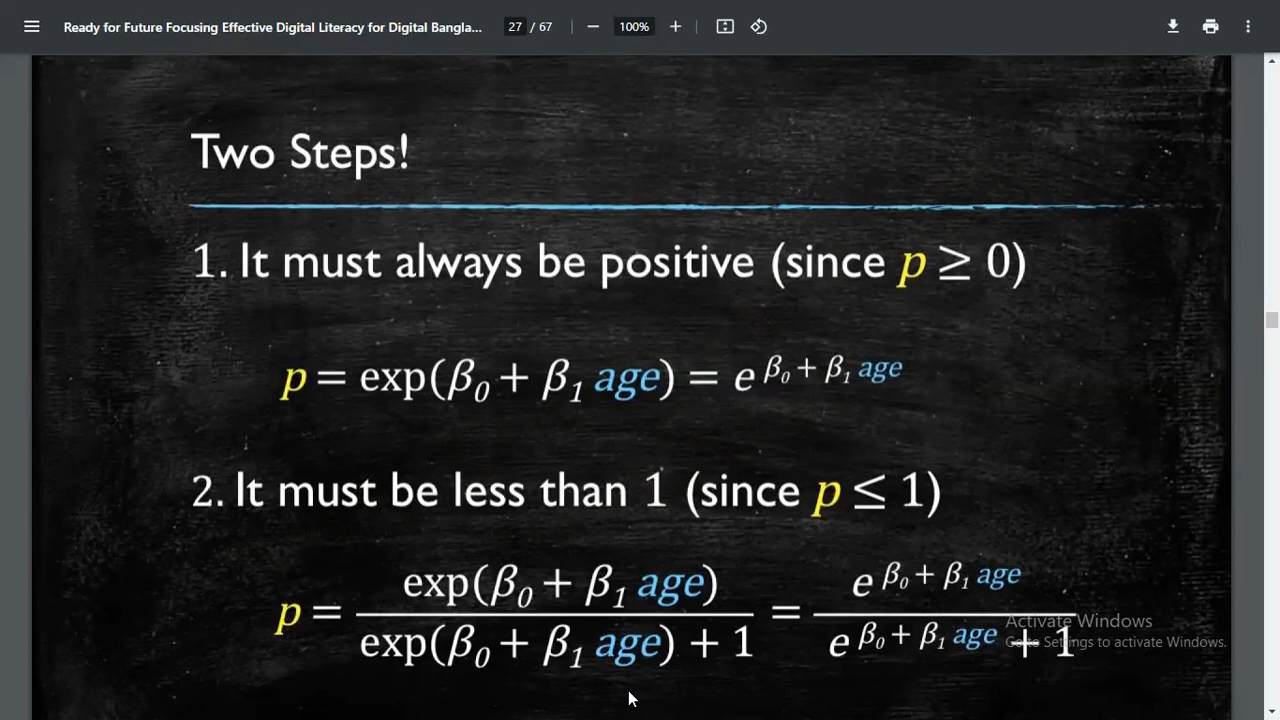 Ready for Future Focusing Effective Digital Literacy for Digital Bangla... 27 / 67 100%
Two Steps!
1. It must always be positive (since p ≥ 0)
p = exp(β₀ + β₁ age) = e^(β₀ + β₁ age)
2. It must be less than 1 (since p ≤ 1)
p = exp(β₀ + β₁ age) / (exp(β₀ + β₁ age) + 1) = e^(β₀ + β₁ age) / (e^(β₀ + β₁ age) + 1)
Activate Windows
Go to Settings to activate Windows.